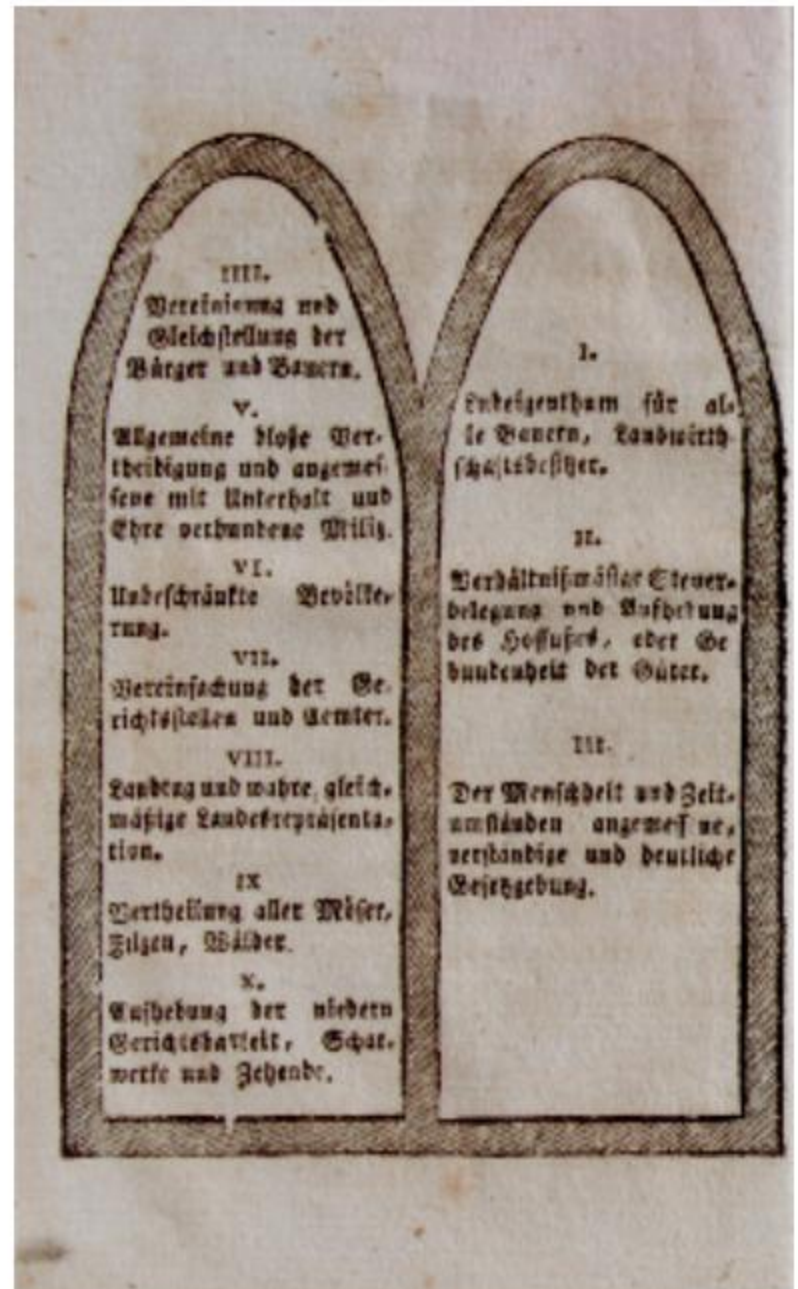 I.
Ludeigenthum für al-
le Bauern, Landwirth
schaftsbesitzer.
II.
Verhältnißmäßige Steuer-
belegung und Aufhebung
des Hoffußes, oder Ge
bundenheit der Güter.
III.
Der Menschheit und Zeit-
umständen angemessne,
verständige und deutliche
Gesetzgebung.
IIII.
Vereinigung und
Gleichstellung der
Bürger und Bauern.
V.
Allgemeine bloße Ver-
theidigung und angemes-
sene mit Unterhalt und
Ehre verbundene Miliz.
VI.
Unbeschränkte Bevölke-
rung.
VII.
Vereinfachung der Ge-
richtsstellen und Aemter.
VIII.
Landtag und wahre, gleich-
mäßige Landesrepräsenta-
tion.
IX
Vertheilung aller Möser,
Filzen, Wälder.
X.
Aufhebung der niedern
Gerichtsbarkeit, Schar-
werke und Zehende.